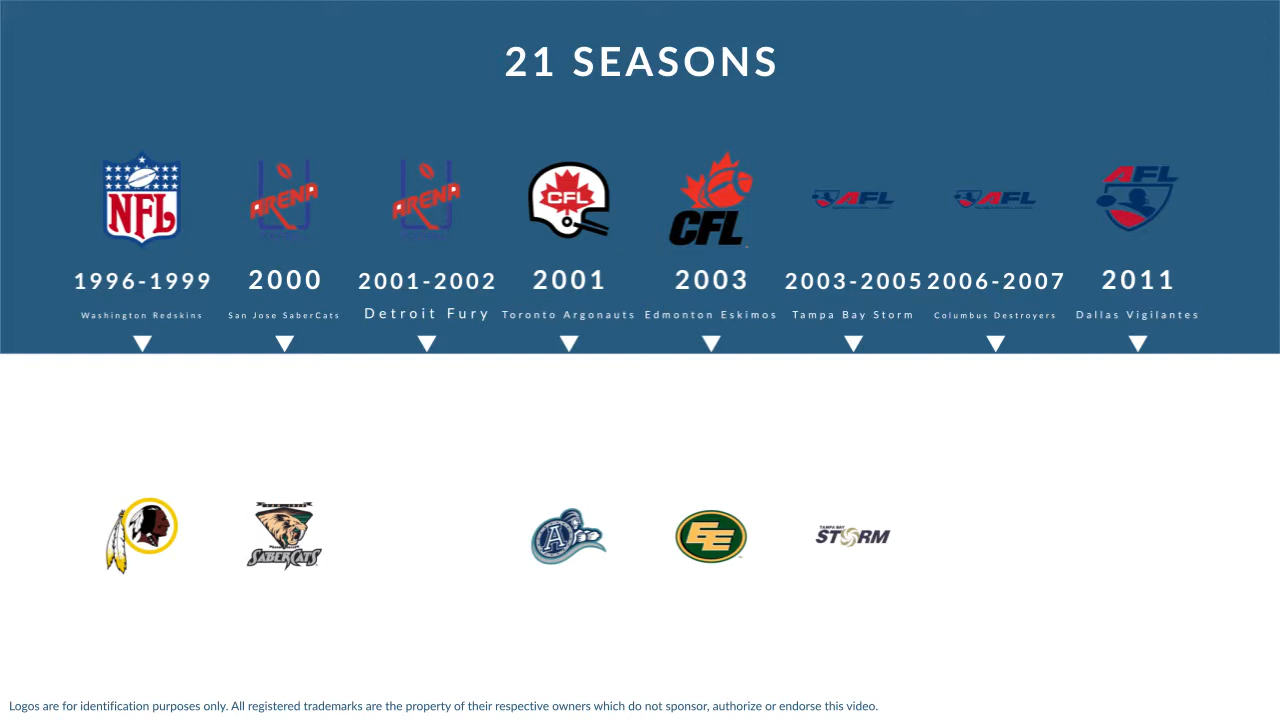 21 SEASONS
NFL ARENA ARENA CFL CFL AFL AFL AFL
1996-1999 2000 2001-2002 2001 2003 2003-2005 2006-2007 2011
Washington Redskins San Jose SaberCats Detroit Fury Toronto Argonauts Edmonton Eskimos Tampa Bay Storm Columbus Destroyers Dallas Vigilantes
SABERCATS A EE TAMPA BAY STORM
Logos are for identification purposes only. All registered trademarks are the property of their respective owners which do not sponsor, authorize or endorse this video.